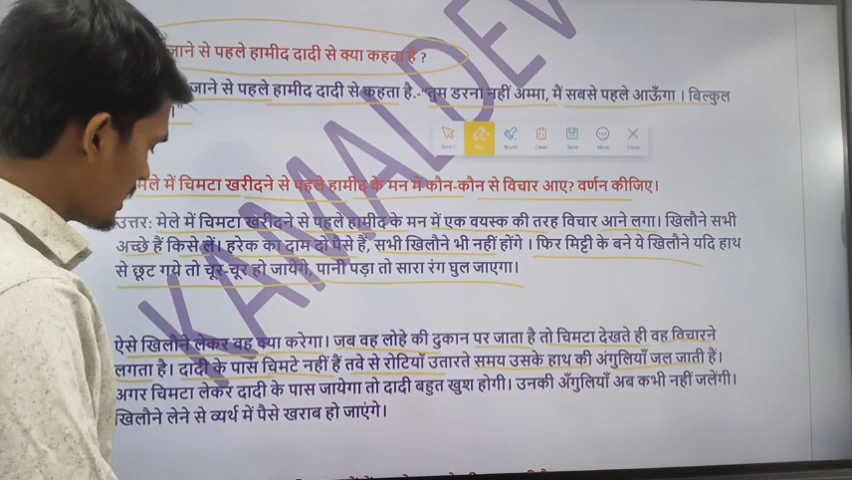 जाने से पहले हामीद दादी से क्या कहता है ?
जाने से पहले हामीद दादी से कहता है.-"तुम डरना नहीं अम्मा, मैं सबसे पहले आऊँगा । बिल्कुल
।"
Select Pen Brush Clean Save More Close
मेले में चिमटा खरीदने से पहले हामीद के मन में कौन-कौन से विचार आए? वर्णन कीजिए।
उत्तर: मेले में चिमटा खरीदने से पहले हामीद के मन में एक वयस्क की तरह विचार आने लगा। खिलौने सभी
अच्छे हैं किसे लें। हरेक का दाम दो पैसे हैं, सभी खिलौने भी नहीं होंगे । फिर मिट्टी के बने ये खिलौने यदि हाथ
से छूट गये तो चूर-चूर हो जायेंगे, पानी पड़ा तो सारा रंग घुल जाएगा।
ऐसे खिलौने लेकर वह क्या करेगा। जब वह लोहे की दुकान पर जाता है तो चिमटा देखते ही वह विचारने
लगता है। दादी के पास चिमटे नहीं हैं तवे से रोटियाँ उतारते समय उसके हाथ की अंगुलियाँ जल जाती हैं।
अगर चिमटा लेकर दादी के पास जायेगा तो दादी बहुत खुश होगी। उनकी अँगुलियाँ अब कभी नहीं जलेंगी।
खिलौने लेने से व्यर्थ में पैसे खराब हो जाएंगे।
KAMALDEV